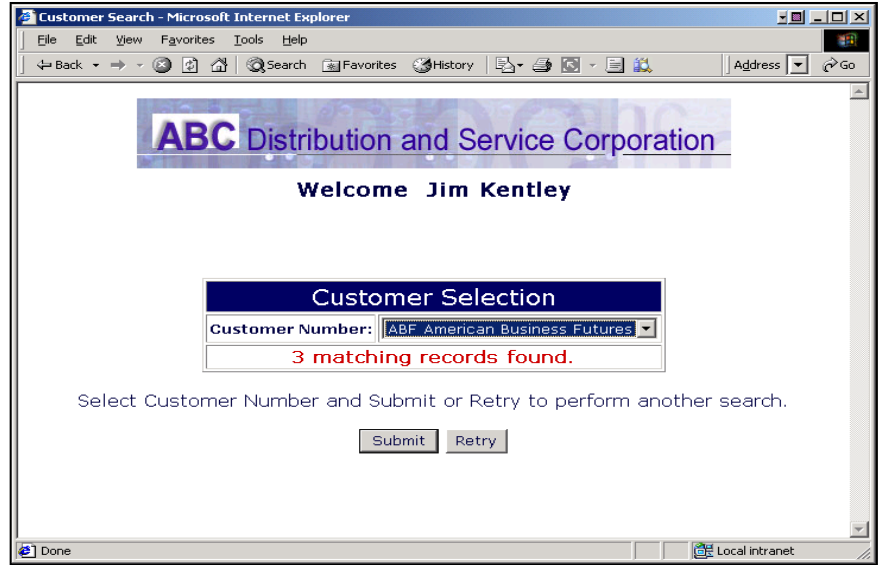 Customer Search - Microsoft Internet Explorer
File Edit View Favorites Tools Help
Back Search Favorites History Address Go
ABC Distribution and Service Corporation
Welcome Jim Kentley
Customer Selection
Customer Number: ABF American Business Futures
3 matching records found.
Select Customer Number and Submit or Retry to perform another search.
Submit Retry
Done Local intranet